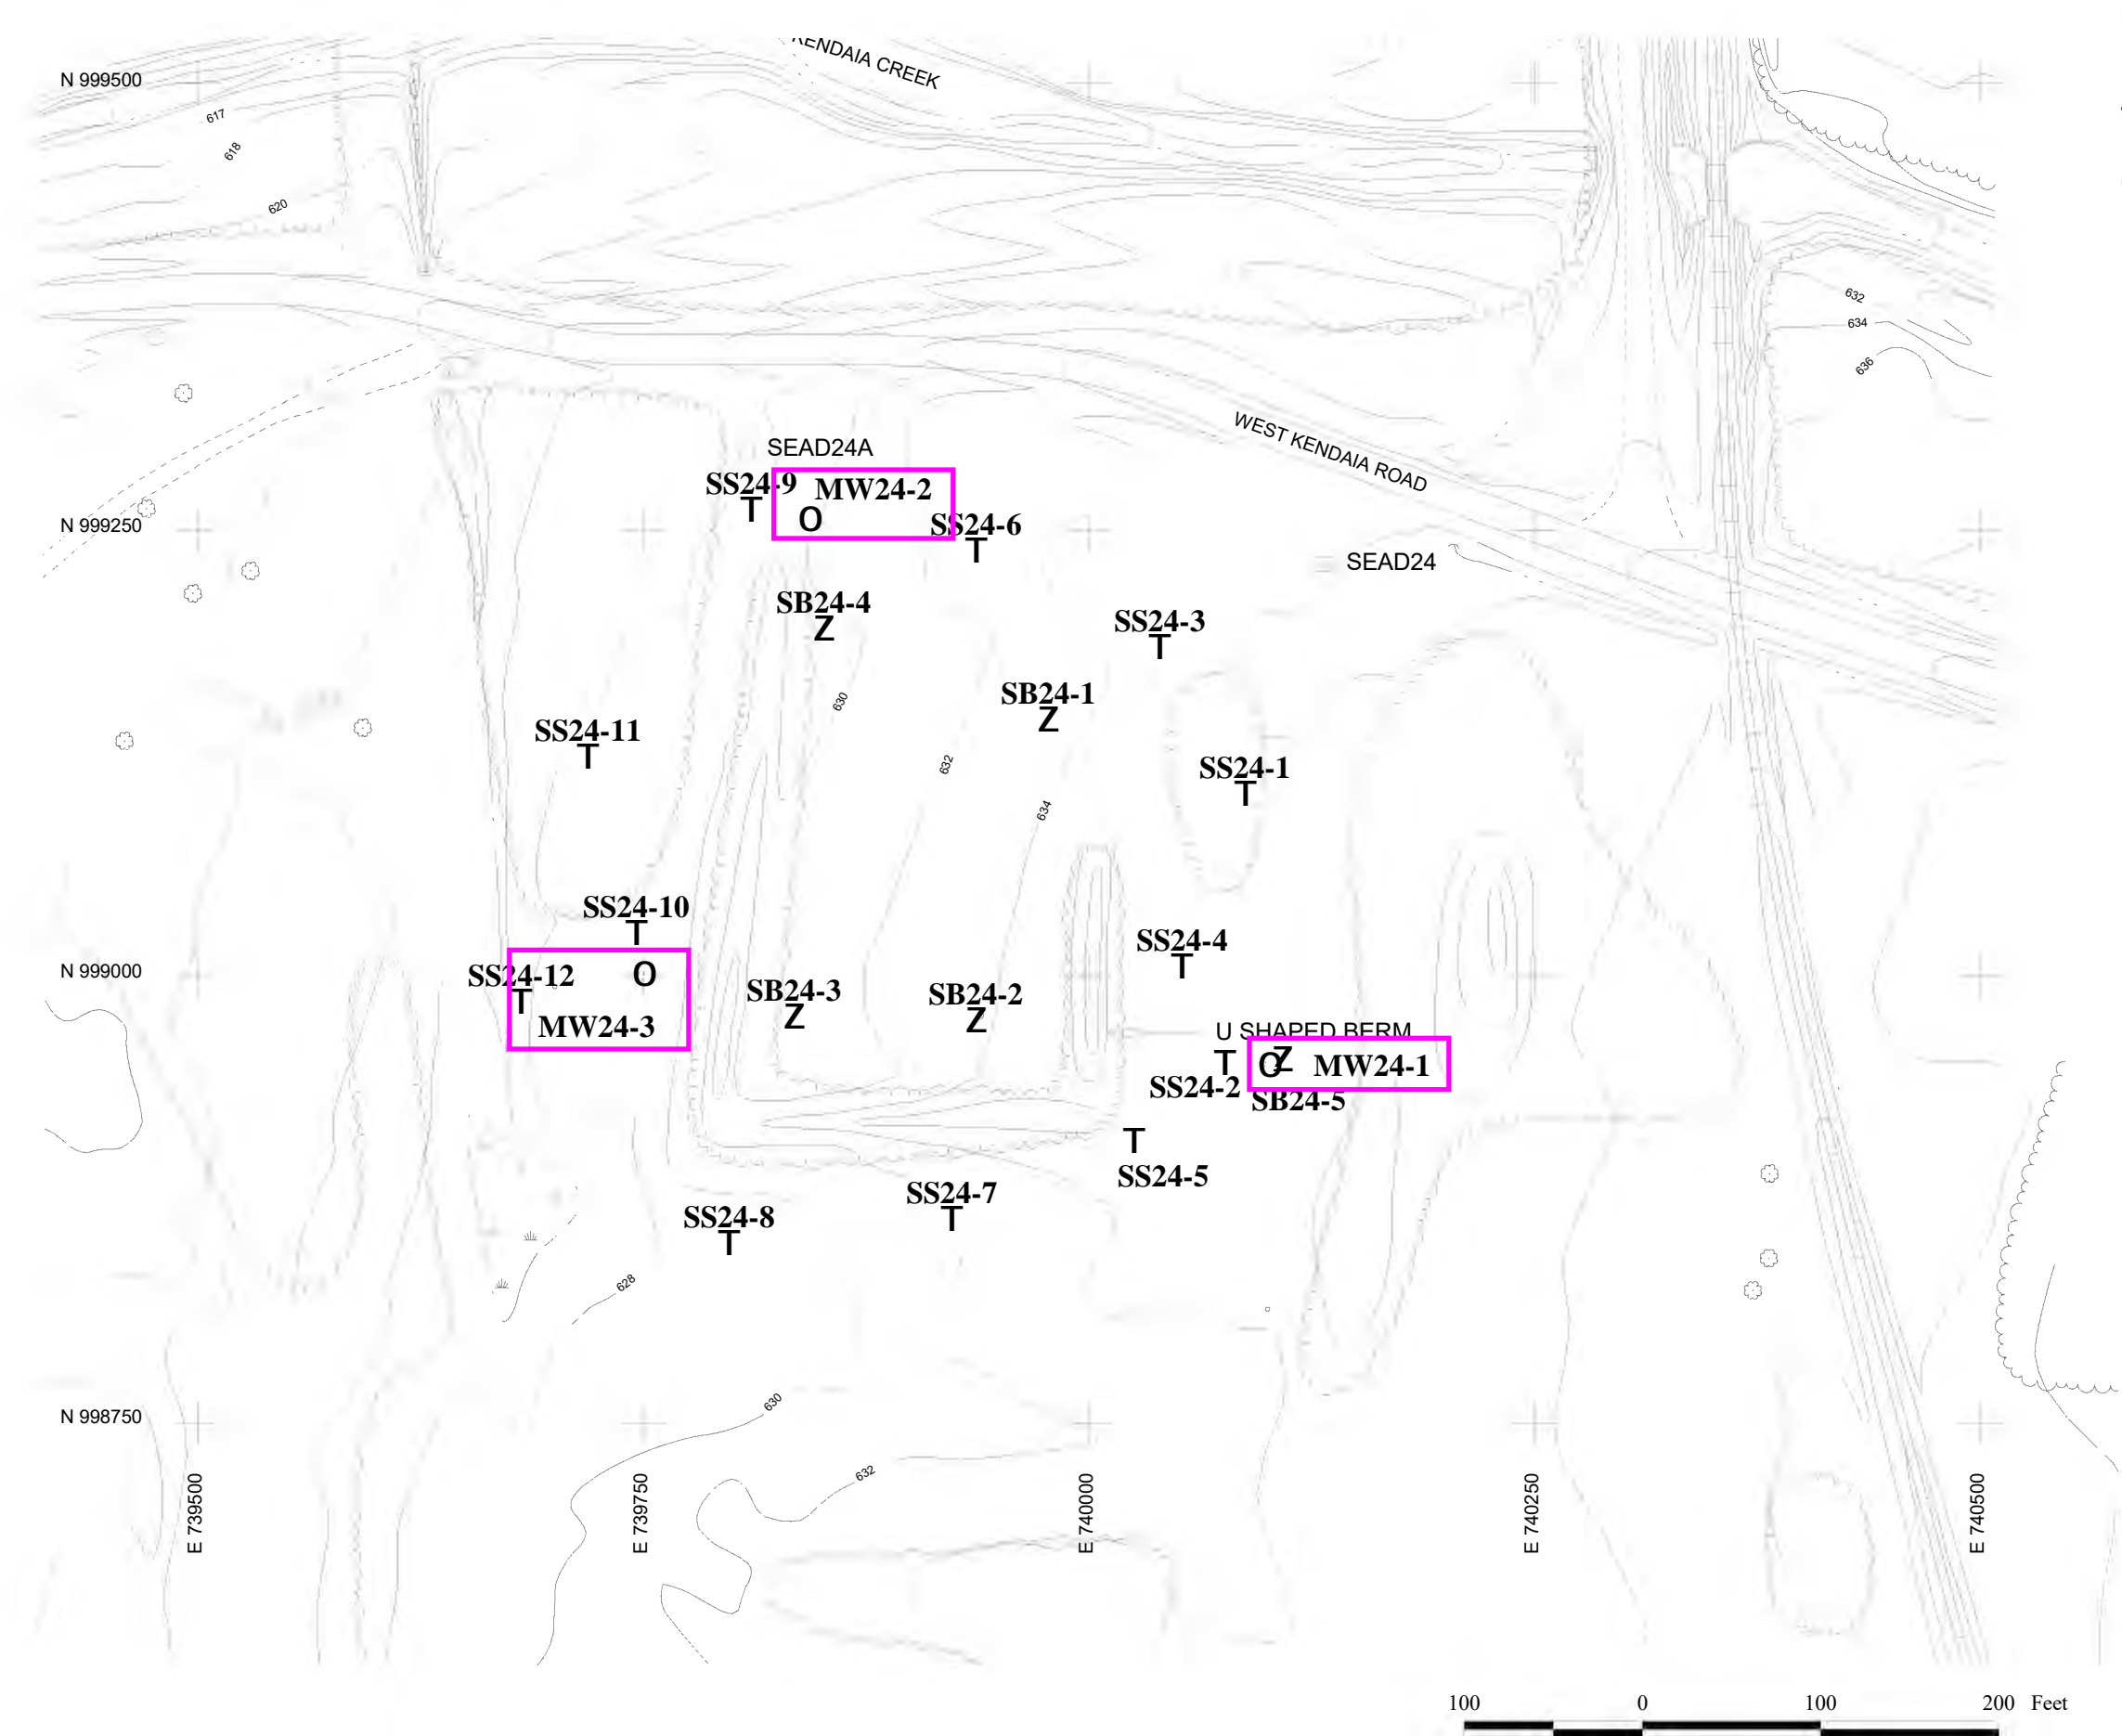 KENDAIA CREEK
N 999500
617
618
620
632
634
636
WEST KENDAIA ROAD
SEAD24A
SS24-9
MW24-2
T
O
SS24-6
T
N 999250
SEAD24
SB24-4
Z
SS24-3
T
630
SB24-1
Z
SS24-11
T
632
SS24-1
T
634
SS24-10
T
SS24-4
T
N 999000
SS24-12
T
O
MW24-3
SB24-3
Z
SB24-2
Z
U SHAPED BERM
T
O
Z
MW24-1
SS24-2
SB24-5
T
SS24-5
SS24-7
T
SS24-8
T
628
630
N 998750
632
E 739500
E 739750
E 740000
E 740250
E 740500
100 0 100 200 Feet